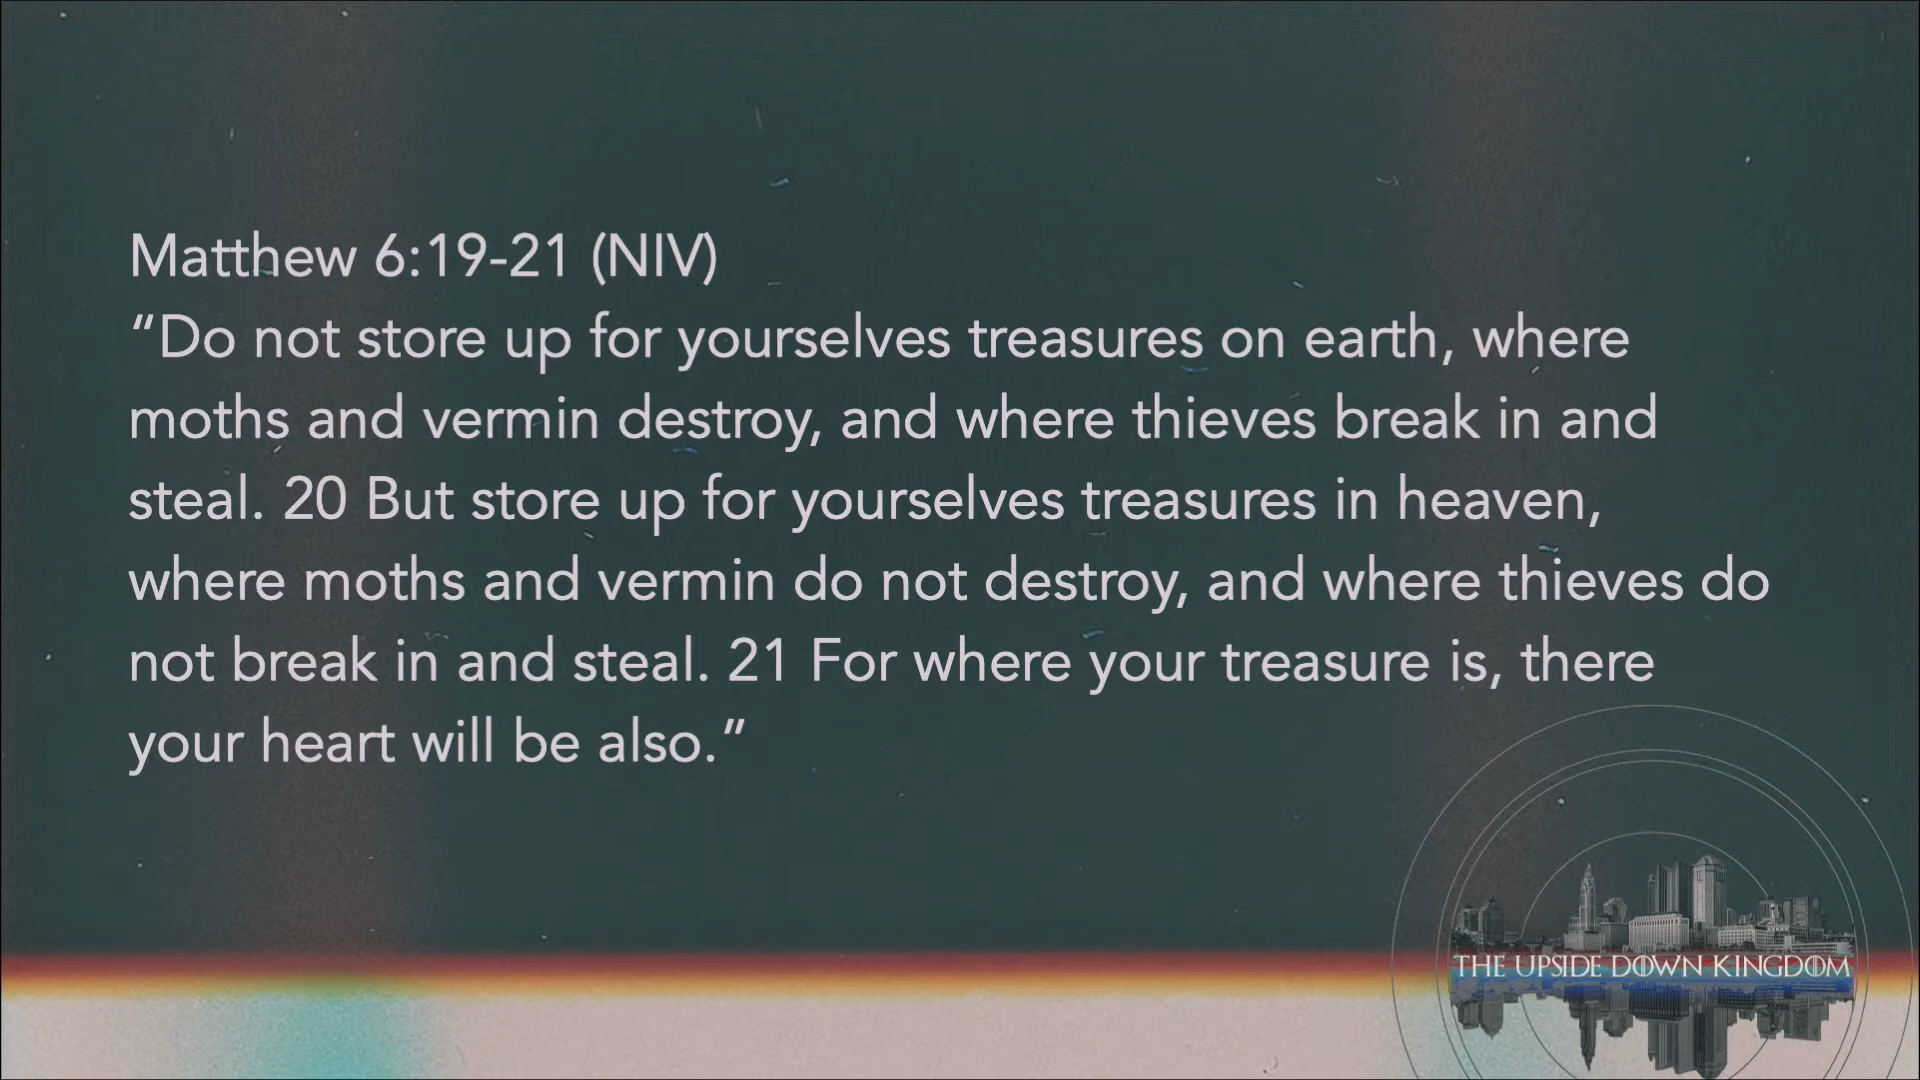 Matthew 6:19-21 (NIV)
“Do not store up for yourselves treasures on earth, where
moths and vermin destroy, and where thieves break in and
steal. 20 But store up for yourselves treasures in heaven,
where moths and vermin do not destroy, and where thieves do
not break in and steal. 21 For where your treasure is, there
your heart will be also.”
THE UPSIDE DOWN KINGDOM